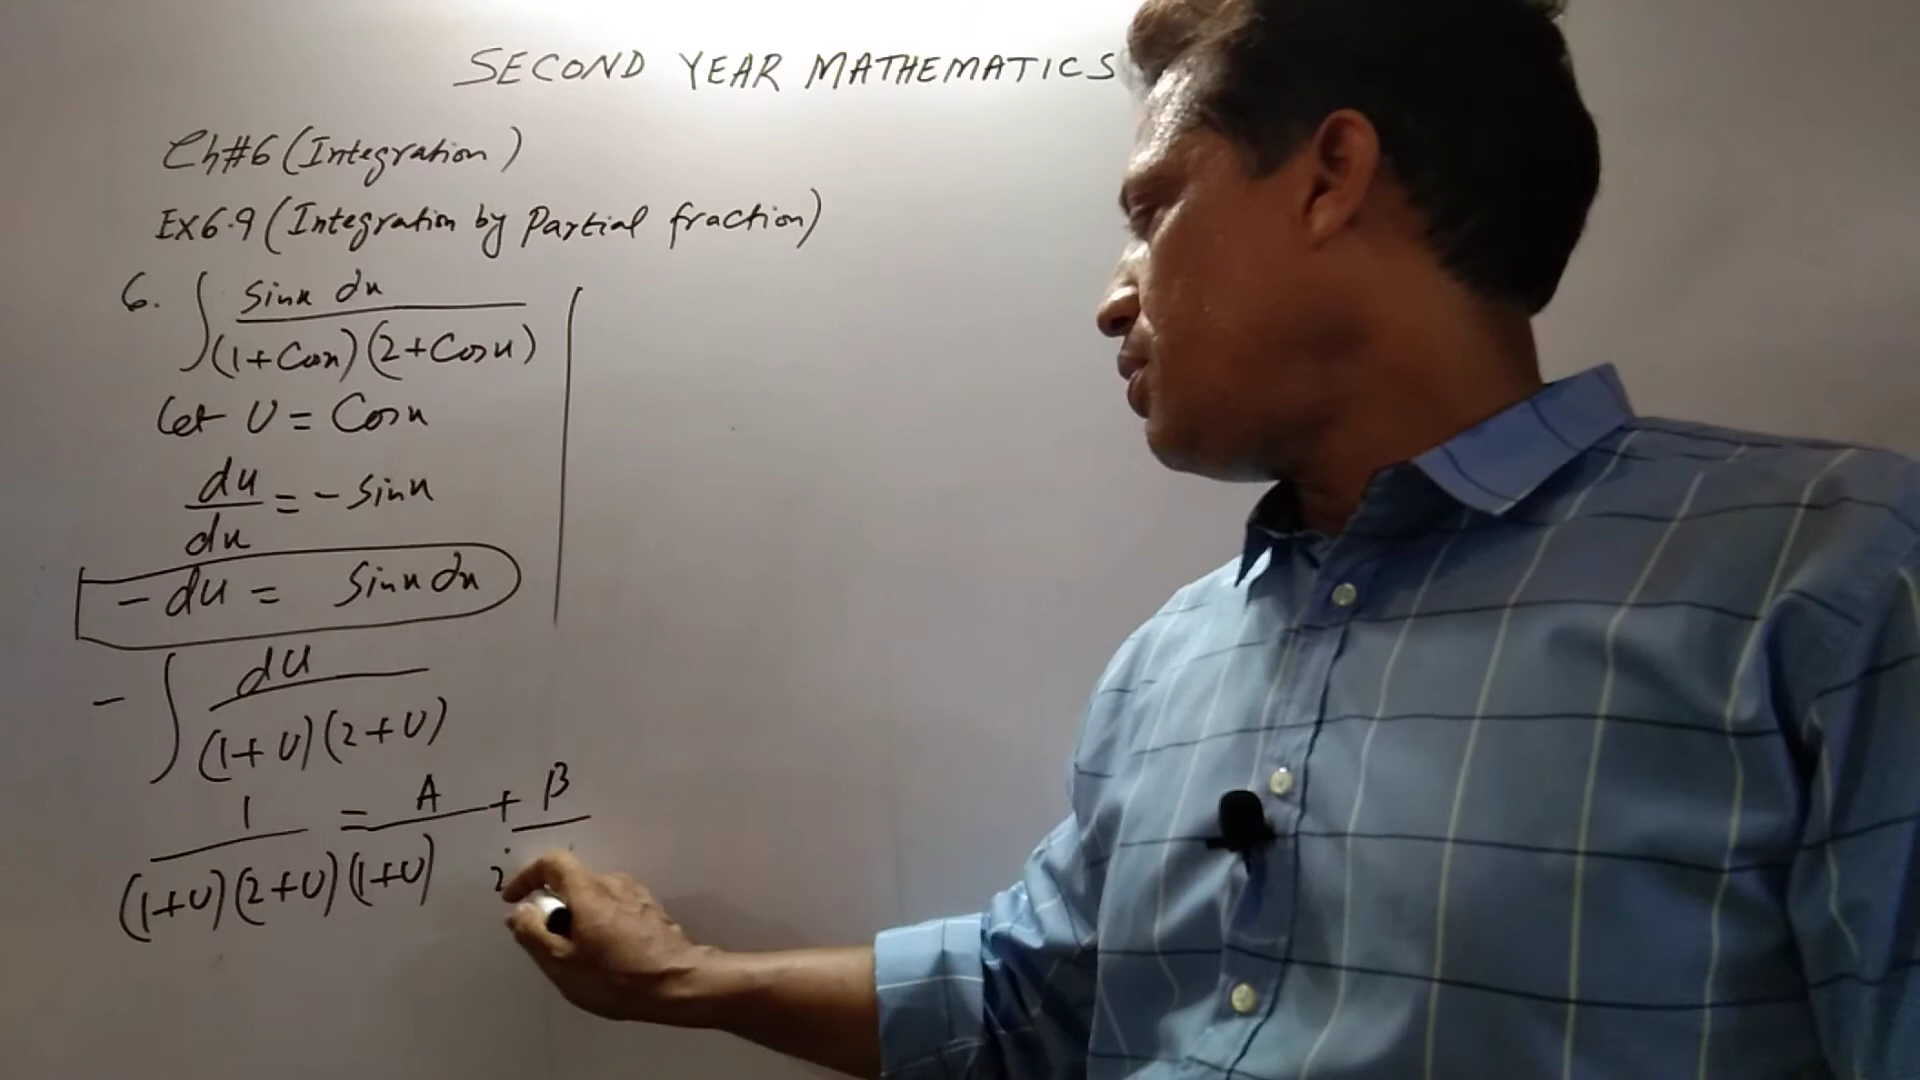 SECOND YEAR MATHEMATICS
Ch#6 (Integration)
Ex6.9 (Integration by Partial fraction)
6. ∫ Sinx dx / (1+Cosx)(2+Cosx)
Let U = Cosx
du/dx = - Sinx
- du = Sinx dx
- ∫ dU / (1+U)(2+U)
1 / (1+U)(2+U) = A / (1+U) + B / 2